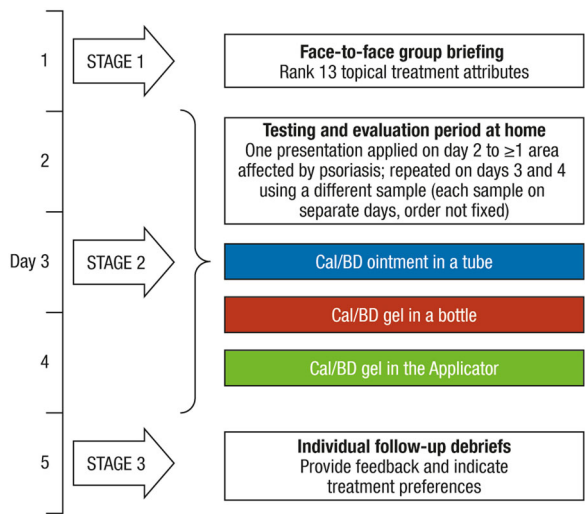 1
STAGE 1
Face-to-face group briefing
Rank 13 topical treatment attributes
2
Testing and evaluation period at home
One presentation applied on day 2 to ≥1 area
affected by psoriasis; repeated on days 3 and 4
using a different sample (each sample on
separate days, order not fixed)
Day 3
STAGE 2
Cal/BD ointment in a tube
Cal/BD gel in a bottle
4
Cal/BD gel in the Applicator
5
STAGE 3
Individual follow-up debriefs
Provide feedback and indicate
treatment preferences